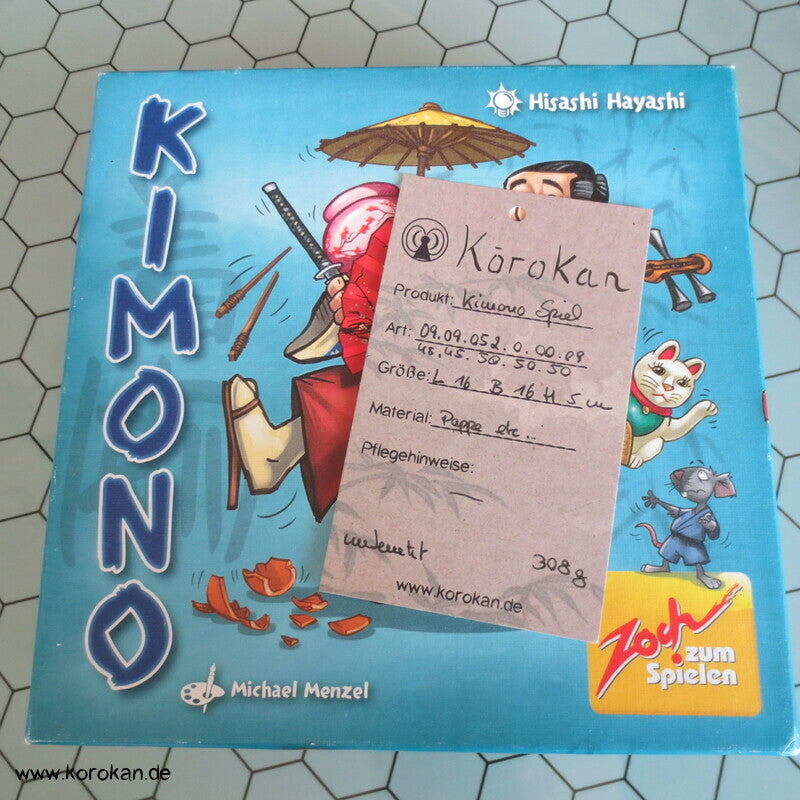 KIMONO
Hisashi Hayashi
KōroKan
Produkt: Kimono Spiel
Art: 09.09.052.0.00.09
45.45.50.50.50
Größe: L 16 B 16 H 5 cm
Material: Pappe etc..
Pflegehinweise:
—
308g
www.korokan.de
Zoch
zum
Spielen
Michael Menzel
www.korokan.de